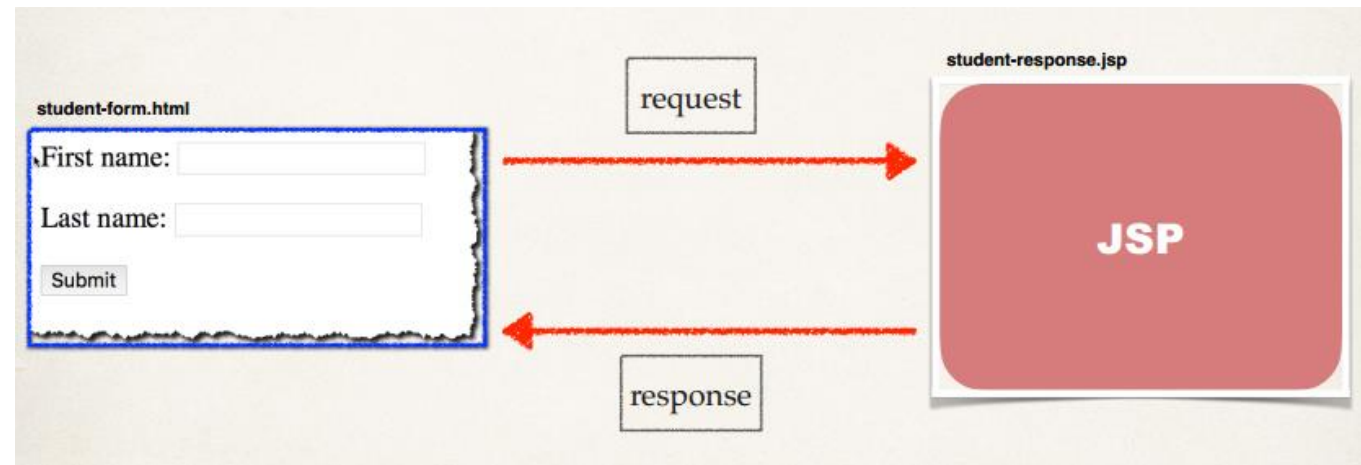 student-form.html
First name:
Last name:
Submit
request
response
student-response.jsp
JSP